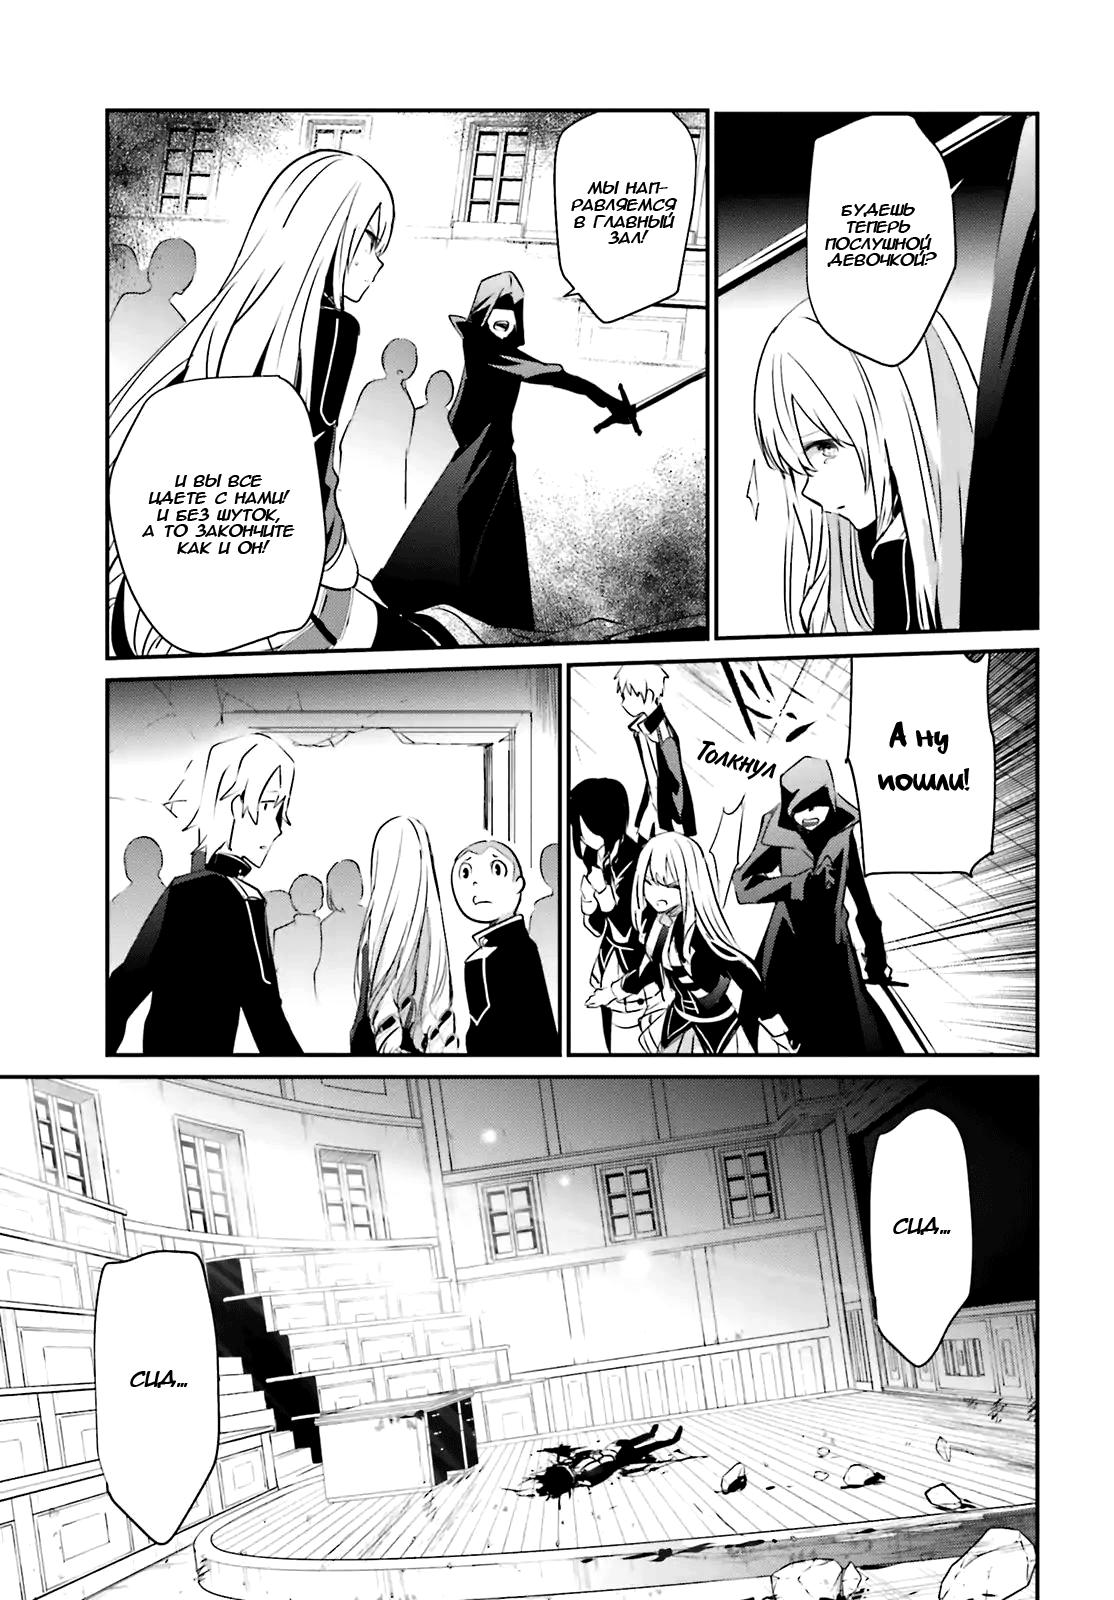 БУДЕШЬ
ТЕПЕРЬ
ПОСЛУШНОЙ
ДЕВОЧКОЙ?
МЫ НАП-
РАВЛЯЕМСЯ
В ГЛАВНЫЙ
ЗАЛ!
И ВЫ ВСЕ
ИДЕТЕ С НАМИ!
И БЕЗ ШУТОК,
А ТО ЗАКОНЧИТЕ
КАК И ОН!
А ну
пошли!
Толкнул
СИД...
СИД...